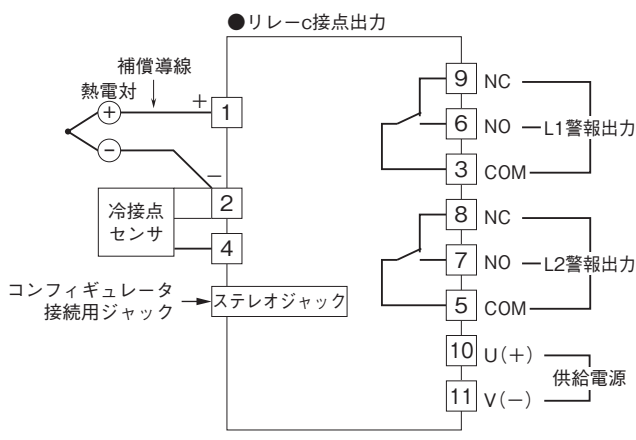 ●リレーc接点出力
補償導線
熱電対
+
+
1
−
−
2
冷接点
センサ
4
コンフィギュレータ
接続用ジャック
ステレオジャック
9 NC
6 NO
L1警報出力
3 COM
8 NC
7 NO
L2警報出力
5 COM
10 U(+)
供給電源
11 V(−)